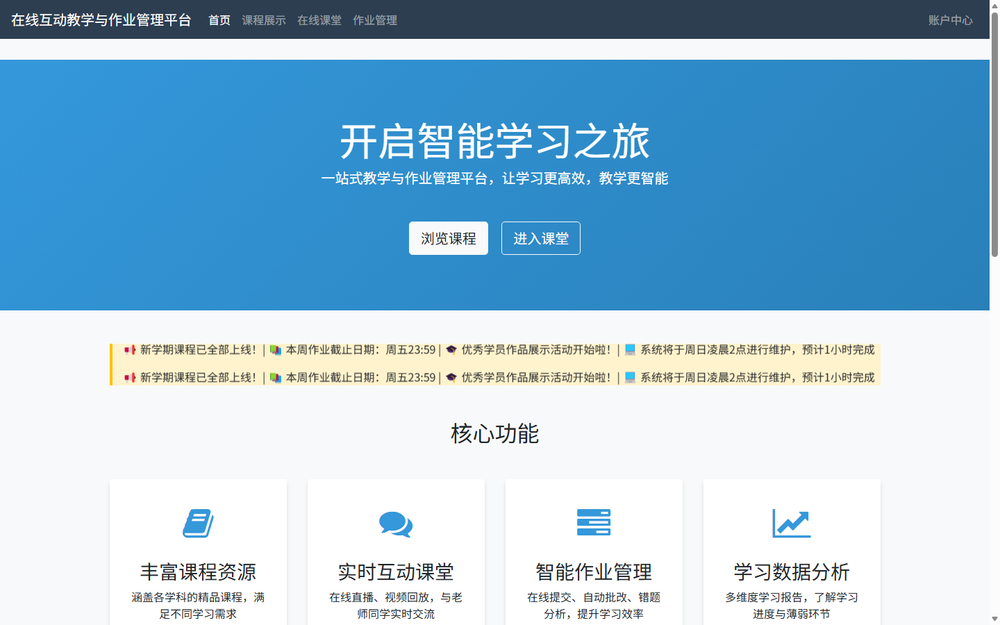 在线互动教学与作业管理平台 首页 课程展示 在线课堂 作业管理 账户中心
开启智能学习之旅
一站式教学与作业管理平台，让学习更高效，教学更智能
浏览课程 进入课堂
新学期课程已全部上线！| 本周作业截止日期：周五23:59 | 优秀学员作品展示活动开始啦！| 系统将于周日凌晨2点进行维护，预计1小时完成
新学期课程已全部上线！| 本周作业截止日期：周五23:59 | 优秀学员作品展示活动开始啦！| 系统将于周日凌晨2点进行维护，预计1小时完成
核心功能
丰富课程资源
涵盖各学科的精品课程，满
足不同学习需求
实时互动课堂
在线直播、视频回放，与老
师同学实时交流
智能作业管理
在线提交、自动批改、错题
分析，提升学习效率
学习数据分析
多维度学习报告，了解学习
进度与薄弱环节